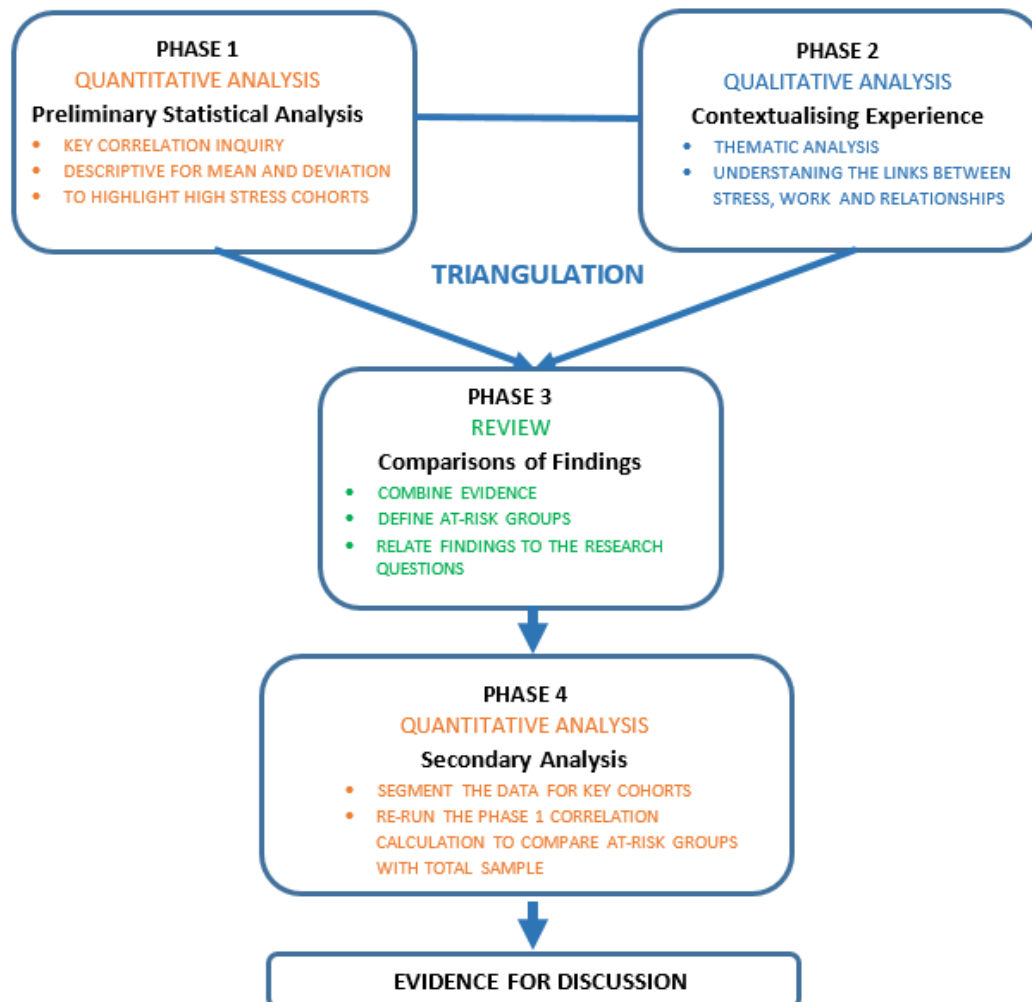 PHASE 1
QUANTITATIVE ANALYSIS
Preliminary Statistical Analysis
• KEY CORRELATION INQUIRY
• DESCRIPTIVE FOR MEAN AND DEVIATION
• TO HIGHLIGHT HIGH STRESS COHORTS
PHASE 2
QUALITATIVE ANALYSIS
Contextualising Experience
• THEMATIC ANALYSIS
• UNDERSTANING THE LINKS BETWEEN
STRESS, WORK AND RELATIONSHIPS
TRIANGULATION
PHASE 3
REVIEW
Comparisons of Findings
• COMBINE EVIDENCE
• DEFINE AT-RISK GROUPS
• RELATE FINDINGS TO THE RESEARCH
QUESTIONS
PHASE 4
QUANTITATIVE ANALYSIS
Secondary Analysis
• SEGMENT THE DATA FOR KEY COHORTS
• RE-RUN THE PHASE 1 CORRELATION
CALCULATION TO COMPARE AT-RISK GROUPS
WITH TOTAL SAMPLE
EVIDENCE FOR DISCUSSION